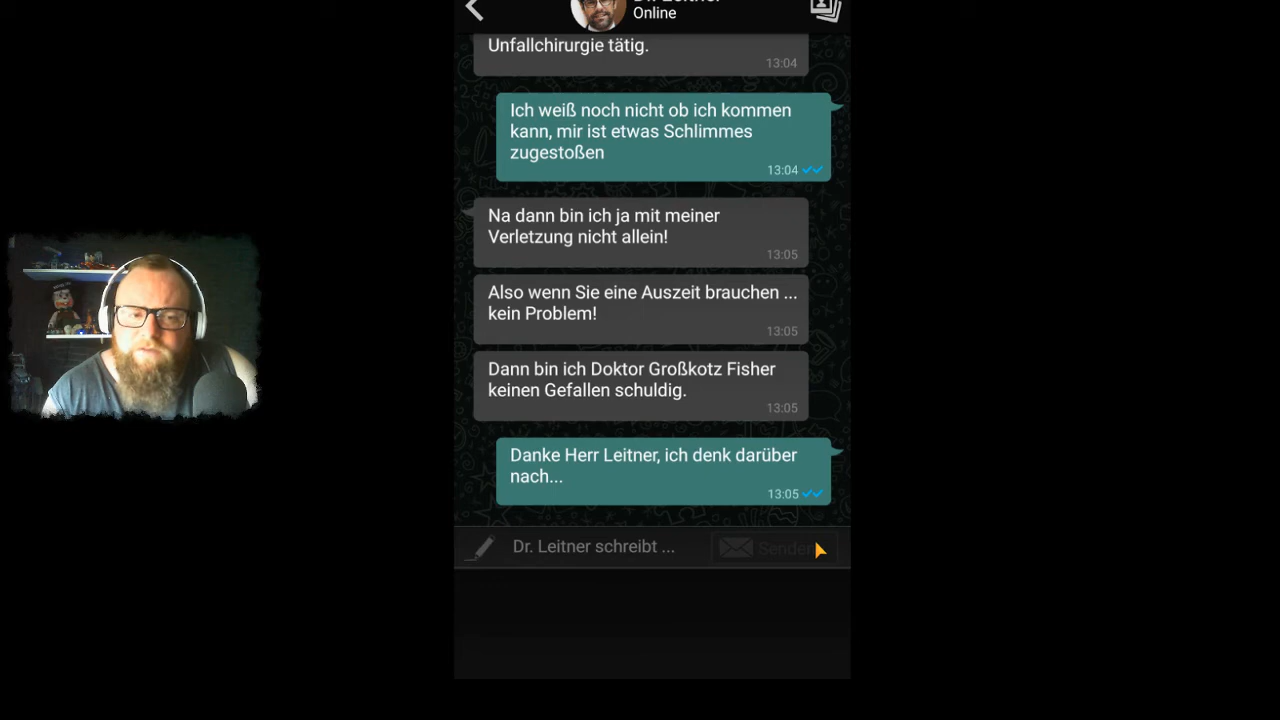 Dr. Leitner
Online
Unfallchirurgie tätig.
13:04
Ich weiß noch nicht ob ich kommen
kann, mir ist etwas Schlimmes
zugestoßen
13:04
Na dann bin ich ja mit meiner
Verletzung nicht allein!
13:05
Also wenn Sie eine Auszeit brauchen ...
kein Problem!
13:05
Dann bin ich Doktor Großkotz Fisher
keinen Gefallen schuldig.
13:05
Danke Herr Leitner, ich denk darüber
nach...
13:05
Dr. Leitner schreibt ...
Senden